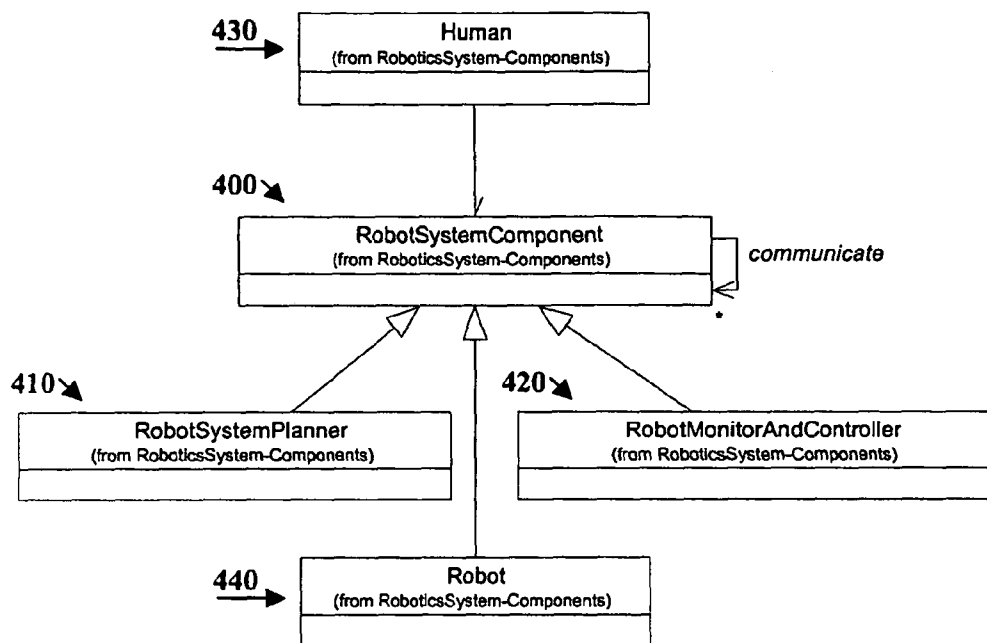 430
Human
(from RoboticsSystem-Components)
400
RobotSystemComponent
(from RoboticsSystem-Components)
communicate
*
410
RobotSystemPlanner
(from RoboticsSystem-Components)
420
RobotMonitorAndController
(from RoboticsSystem-Components)
440
Robot
(from RoboticsSystem-Components)